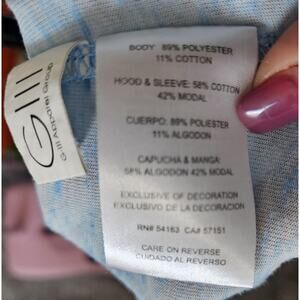 GIII
G-III Apparel Group
BODY 89% POLYESTER
11% COTTON
HOOD & SLEEVE: 58% COTTON
42% MODAL
CUERPO: 89% POLIESTER
11% ALGODON
CAPUCHA & MANGA:
58% ALGODON 42% MODAL
EXCLUSIVE OF DECORATION
EXCLUSIVO DE LA DECORACION
RN# 54163 CA# 57151
CARE ON REVERSE
CUIDADO AL REVERSO